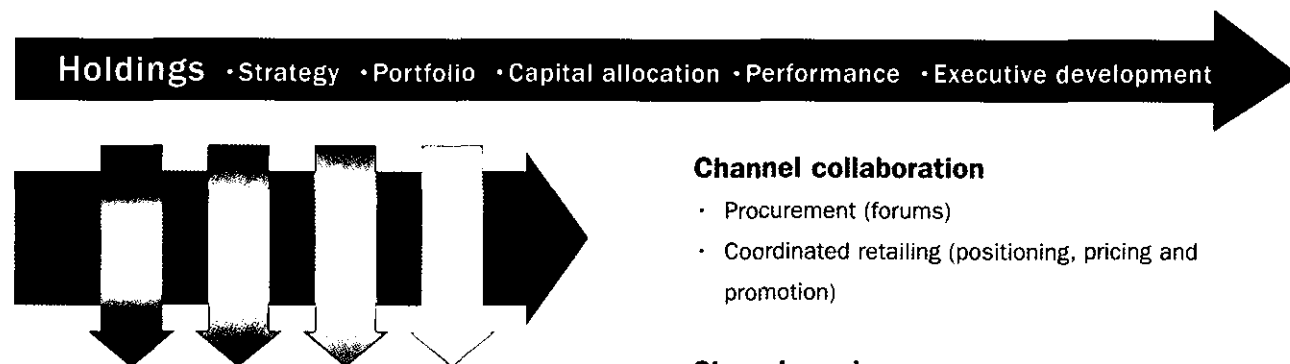 Holdings ·Strategy ·Portfolio ·Capital allocation ·Performance ·Executive development
Channel collaboration
· Procurement (forums)
· Coordinated retailing (positioning, pricing and
promotion)